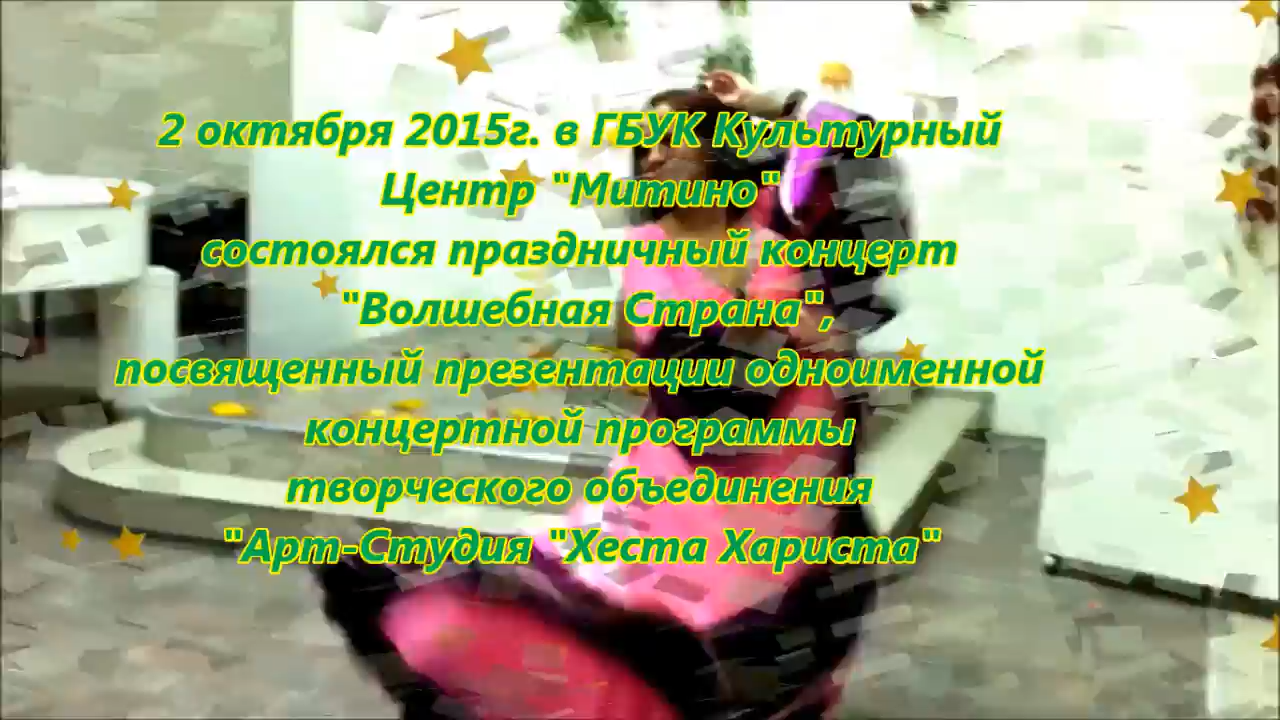 2 октября 2015г. в ГБУК Культурный
Центр "Митино"
состоялся праздничный концерт
"Волшебная Страна",
посвященный презентации одноименной
концертной программы
творческого объединения
"Арт-Студия "Хеста Хариста"